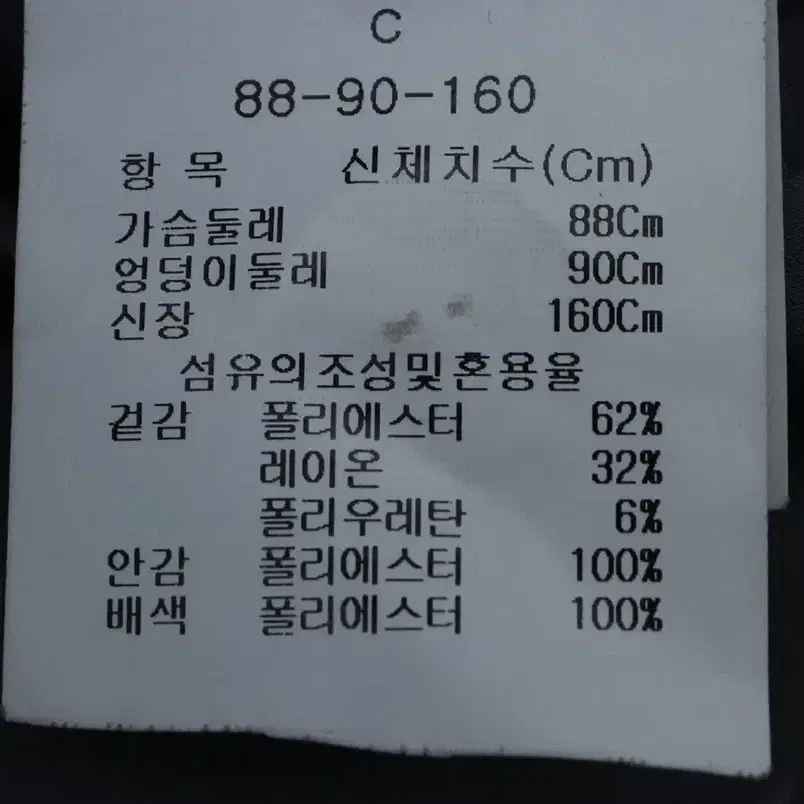 C
88-90-160
항 목 신체치수(Cm)
가슴둘레 88Cm
엉덩이둘레 90Cm
신장 160Cm
섬유의조성및혼용율
겉감 폴리에스터 62%
레이온 32%
폴리우레탄 6%
안감 폴리에스터 100%
배색 폴리에스터 100%